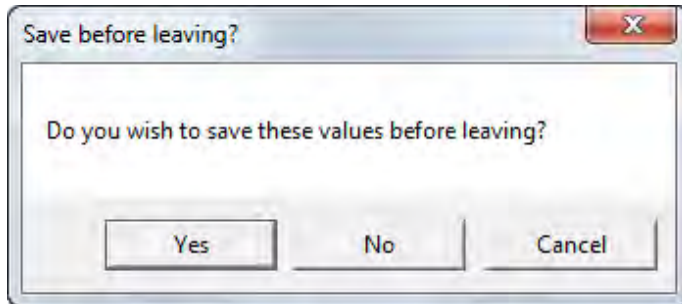 Save before leaving?
Do you wish to save these values before leaving?
Yes No Cancel